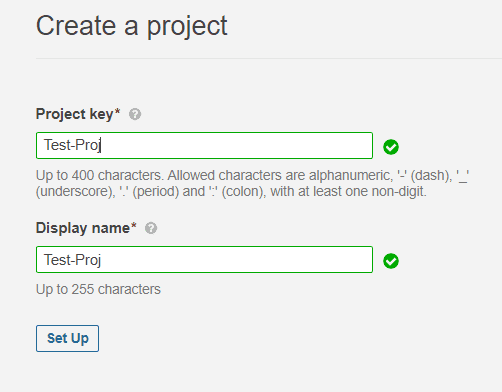 Create a project
Project key* ?
Test-Proj
Up to 400 characters. Allowed characters are alphanumeric, '-' (dash), '_'
(underscore), '.' (period) and ':' (colon), with at least one non-digit.
Display name* ?
Test-Proj
Up to 255 characters
Set Up